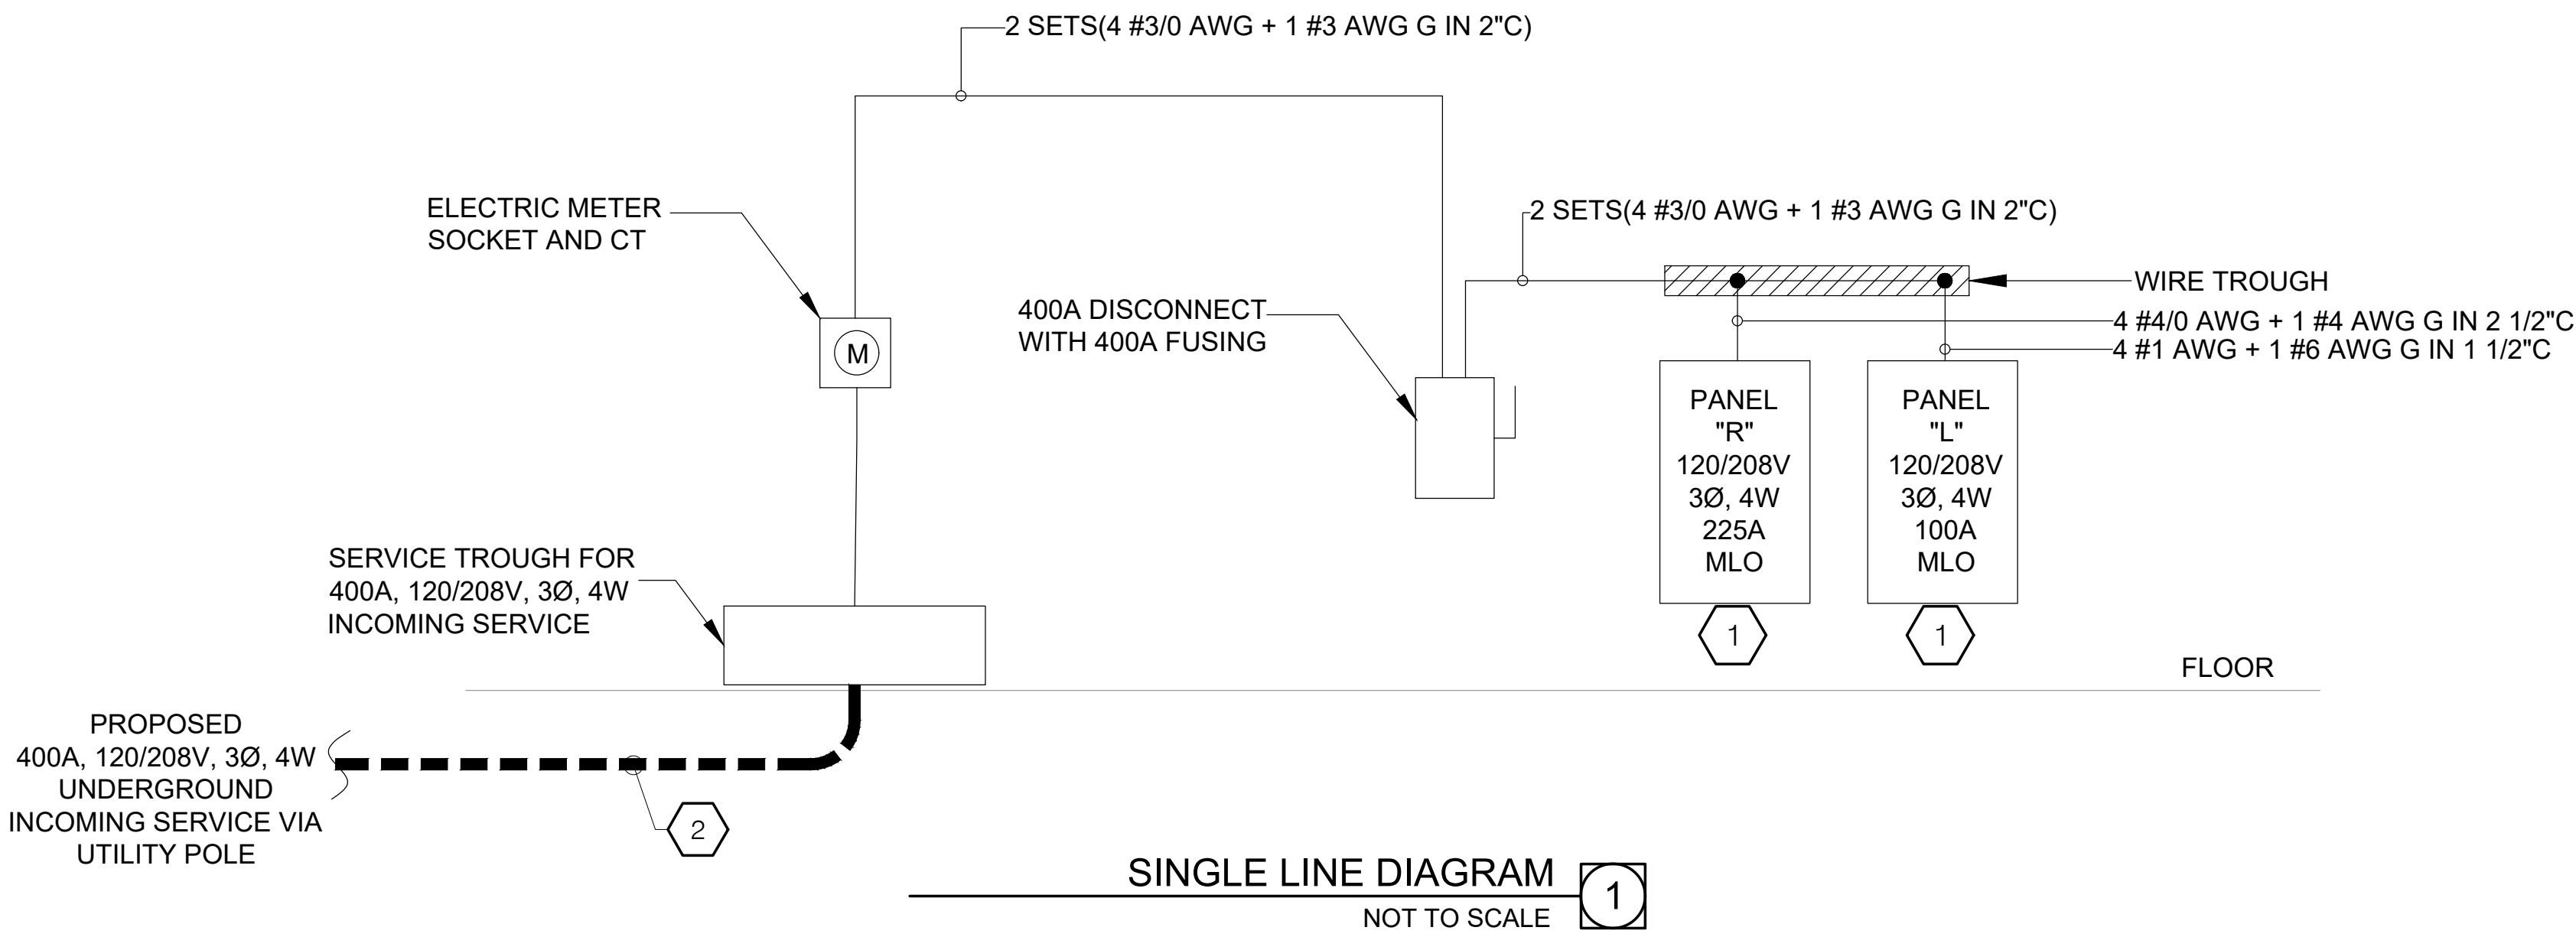 2 SETS(4 #3/0 AWG + 1 #3 AWG G IN 2"C)
ELECTRIC METER
SOCKET AND CT
2 SETS(4 #3/0 AWG + 1 #3 AWG G IN 2"C)
WIRE TROUGH
400A DISCONNECT
WITH 400A FUSING
4 #4/0 AWG + 1 #4 AWG G IN 2 1/2"C
4 #1 AWG + 1 #6 AWG G IN 1 1/2"C
M
PANEL
"R"
120/208V
3Ø, 4W
225A
MLO
1
PANEL
"L"
120/208V
3Ø, 4W
100A
MLO
1
SERVICE TROUGH FOR
400A, 120/208V, 3Ø, 4W
INCOMING SERVICE
FLOOR
PROPOSED
400A, 120/208V, 3Ø, 4W
UNDERGROUND
INCOMING SERVICE VIA
UTILITY POLE
2
SINGLE LINE DIAGRAM
1
NOT TO SCALE